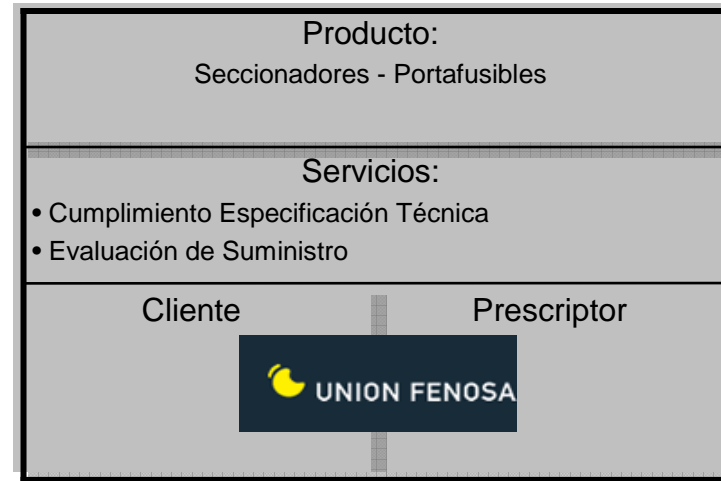 Producto:
Seccionadores - Portafusibles
Servicios:
• Cumplimiento Especificación Técnica
• Evaluación de Suministro
Cliente
Prescriptor
UNION FENOSA